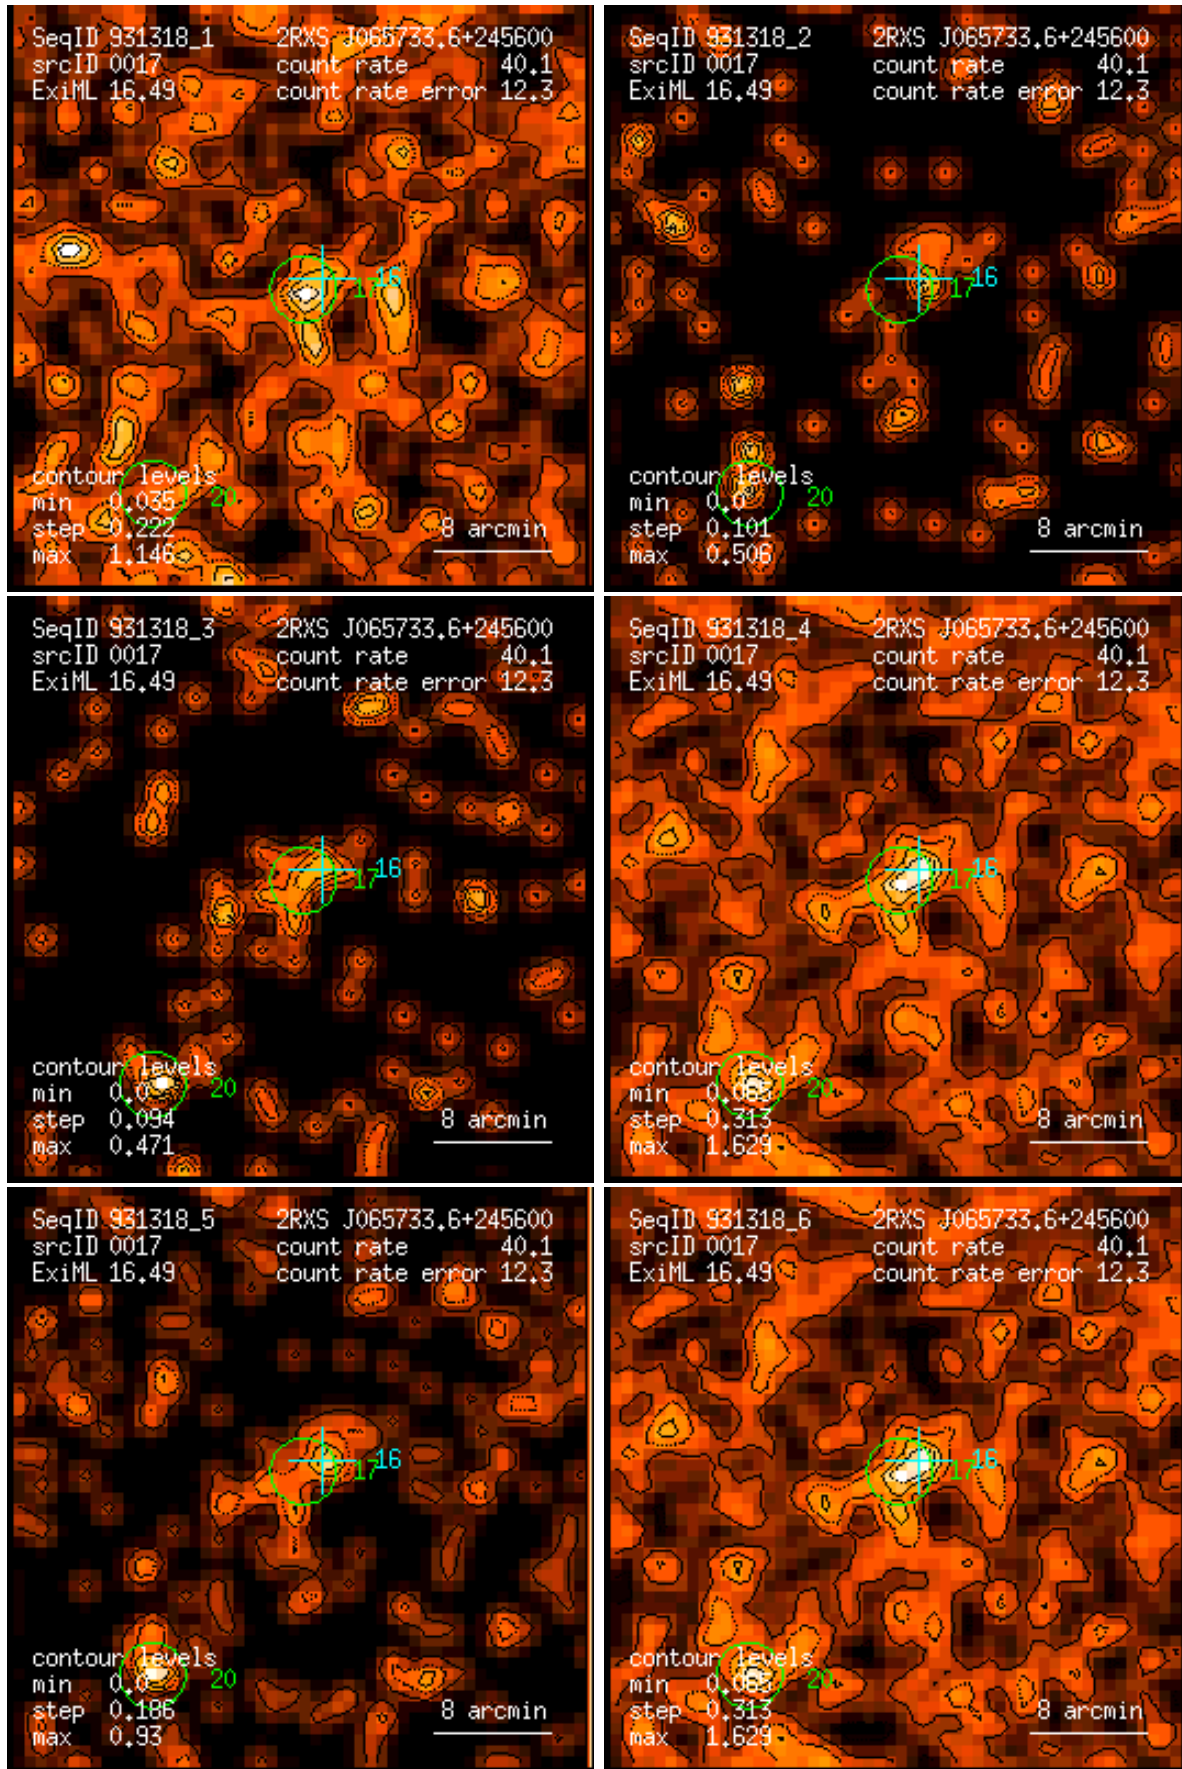 SeqID 931318_1 2RXS J065733.6+245600
srcID 0017 count rate 40.1
ExiML 16.49 count rate error 12.3
17 16
contour levels
20
min 0.035
step 0.222
max 1.146
8 arcmin
SeqID 931318_2 2RXS J065733.6+245600
srcID 0017 count rate 40.1
ExiML 16.49 count rate error 12.3
17 16
contour levels
20
min 0.0
step 0.101
max 0.506
8 arcmin
SeqID 931318_3 2RXS J065733.6+245600
srcID 0017 count rate 40.1
ExiML 16.49 count rate error 12.3
17 16
contour levels
20
min 0.0
step 0.094
max 0.471
8 arcmin
SeqID 931318_4 2RXS J065733.6+245600
srcID 0017 count rate 40.1
ExiML 16.49 count rate error 12.3
17 16
contour levels
20
min 0.065
step 0.313
max 1.629
8 arcmin
SeqID 931318_5 2RXS J065733.6+245600
srcID 0017 count rate 40.1
ExiML 16.49 count rate error 12.3
17 16
contour levels
20
min 0.0
step 0.186
max 0.93
8 arcmin
SeqID 931318_6 2RXS J065733.6+245600
srcID 0017 count rate 40.1
ExiML 16.49 count rate error 12.3
17 16
contour levels
20
min 0.065
step 0.313
max 1.629
8 arcmin